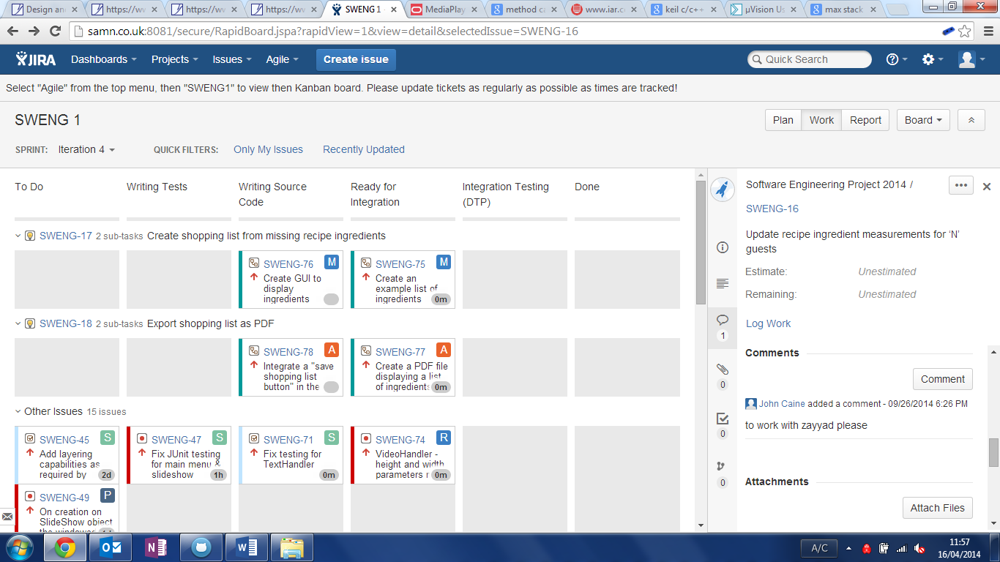 Design an
https://ww
https://ww
https://ww
SWENG 1 -
MediaPlay
method ca
www.iar.c
keil c/c++
µVision Us
max stack
samn.co.uk:8081/secure/RapidBoard.jspa?rapidView=1&view=detail&selectedIssue=SWENG-16
JIRA Dashboards Projects Issues Agile Create issue Quick Search
Select "Agile" from the top menu, then "SWENG1" to view then Kanban board. Please update tickets as regularly as possible as times are tracked!
SWENG 1
Plan Work Report Board
SPRINT: Iteration 4 QUICK FILTERS: Only My Issues Recently Updated
To Do
Writing Tests
Writing Source
Code
Ready for
Integration
Integration Testing
(DTP)
Done
SWENG-17 2 sub-tasks Create shopping list from missing recipe ingredients
SWENG-76 M
Create GUI to
display
ingredients
SWENG-75 M
Create an
example list of
ingredients 0m
SWENG-18 2 sub-tasks Export shopping list as PDF
SWENG-78 A
Integrate a "save
shopping list
button" in the
SWENG-77 A
Create a PDF file
displaying a list
of ingredients 0m
Other Issues 15 issues
SWENG-45 S
Add layering
capabilities as
required by 2d
SWENG-47 S
Fix JUnit testing
for main menu &
slideshow 1h
SWENG-71 S
Fix testing for
TextHandler
0m
SWENG-74 R
VideoHandler -
height and width
parameters 0m
SWENG-49 P
On creation on
SlideShow object
the windowed
Software Engineering Project 2014 /
SWENG-16
Update recipe ingredient measurements for ‘N’
guests
Estimate: Unestimated
Remaining: Unestimated
Log Work
1
0
0
0
Comments
Comment
John Caine added a comment - 09/26/2014 6:26 PM
to work with zayyad please
Attachments
Attach Files
A/C
11:57
16/04/2014